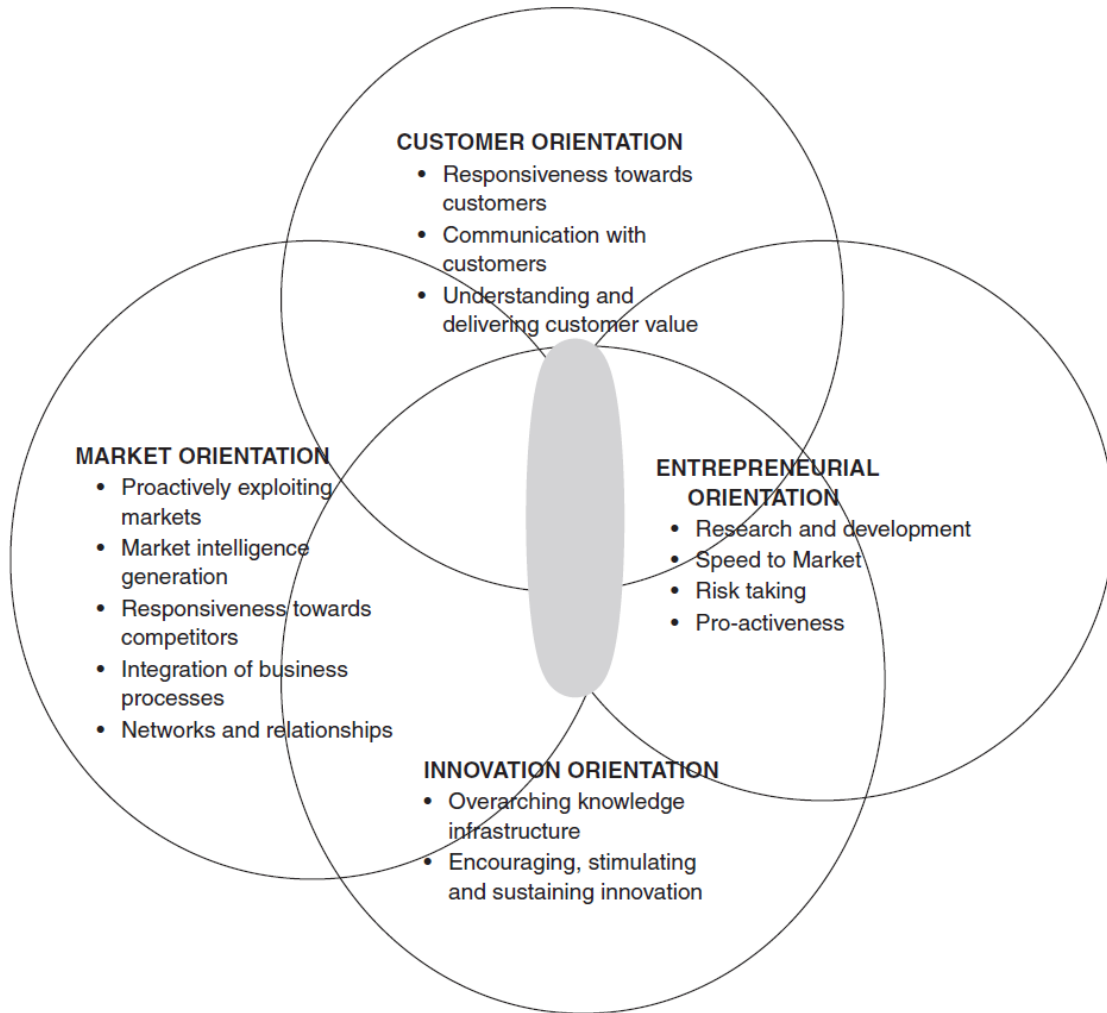 CUSTOMER ORIENTATION
• Responsiveness towards
customers
• Communication with
customers
• Understanding and
delivering customer value
MARKET ORIENTATION
• Proactively exploiting
markets
• Market intelligence
generation
• Responsiveness towards
competitors
• Integration of business
processes
• Networks and relationships
ENTREPRENEURIAL
ORIENTATION
• Research and development
• Speed to Market
• Risk taking
• Pro-activeness
INNOVATION ORIENTATION
• Overarching knowledge
infrastructure
• Encouraging, stimulating
and sustaining innovation